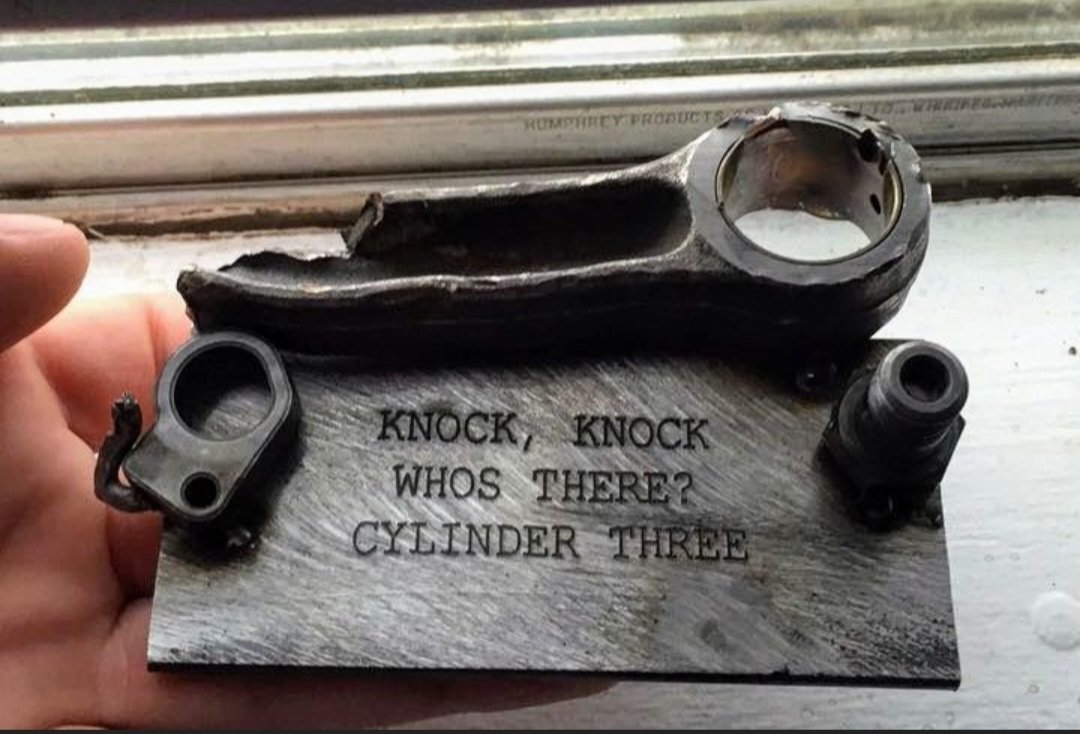 HUMPHREY PRODUCTS
KNOCK, KNOCK
WHOS THERE?
CYLINDER THREE